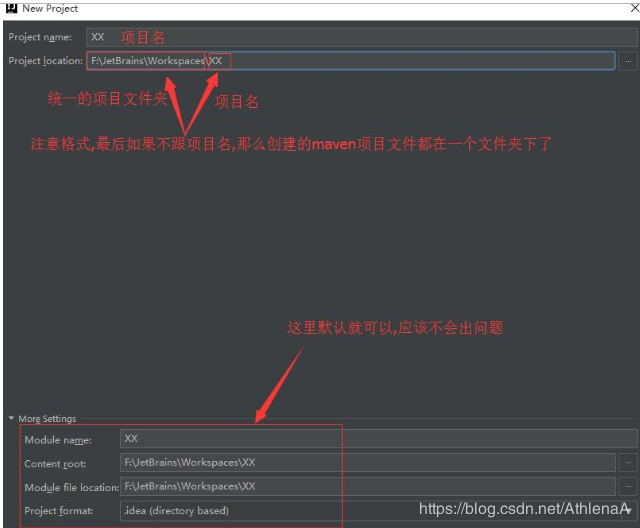 New Project
Project name: XX 项目名
Project location: F:\JetBrains\Workspaces\XX ...
统一的项目文件夹 项目名
注意格式,最后如果不跟项目名,那么创建的maven项目文件都在一个文件夹下了
这里默认就可以,应该不会出问题
More Settings
Module name: XX
Content root: F:\JetBrains\Workspaces\XX ...
Module file location: F:\JetBrains\Workspaces\XX ...
Project format: .idea (directory based)
https://blog.csdn.net/AthlenaA